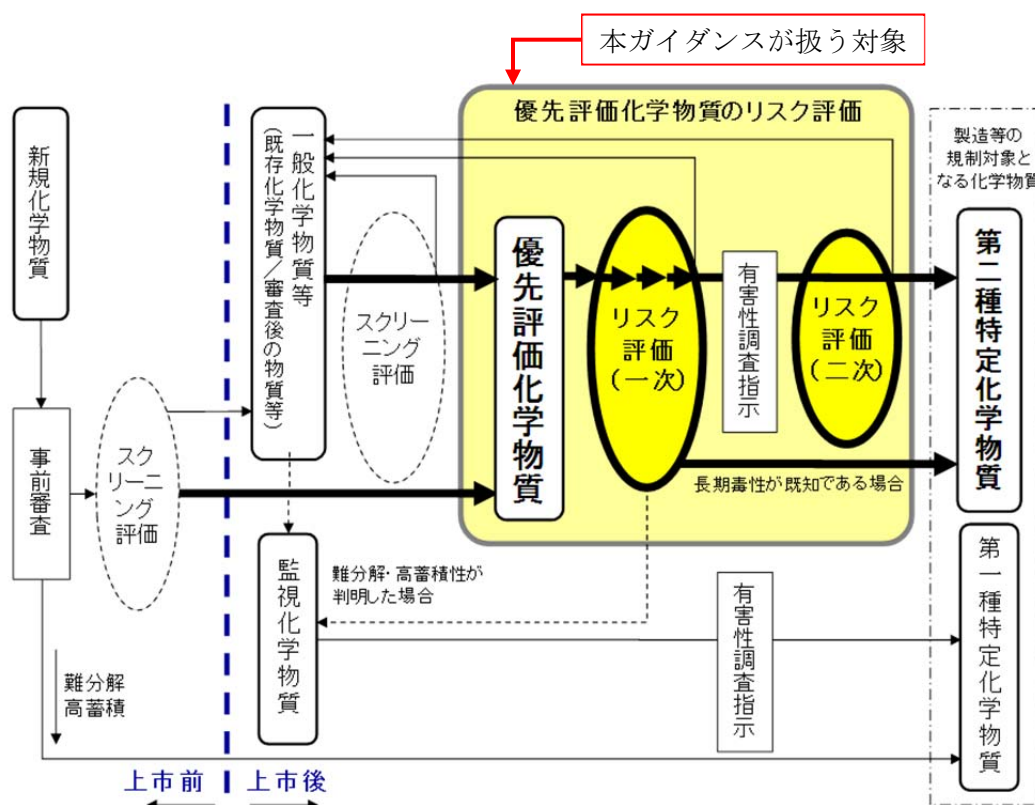 本ガイダンスが扱う対象
優先評価化学物質のリスク評価
製造等の
規制対象と
なる化学物質
新規化学物質
一般化学物質等
(既存化学物質/審査後の物質等)
スクリー
ニング
評価
優先評価化学物質
リスク
評価
(一次)
有害性調査指示
リスク
評価
(二次)
第二種特定化学物質
事前審査
スク
リーニ
ング
評価
長期毒性が既知である場合
監視化学物質
難分解・高蓄積性が
判明した場合
有害性調査指示
第一種特定化学物質
難分解
高蓄積
上市前
上市後